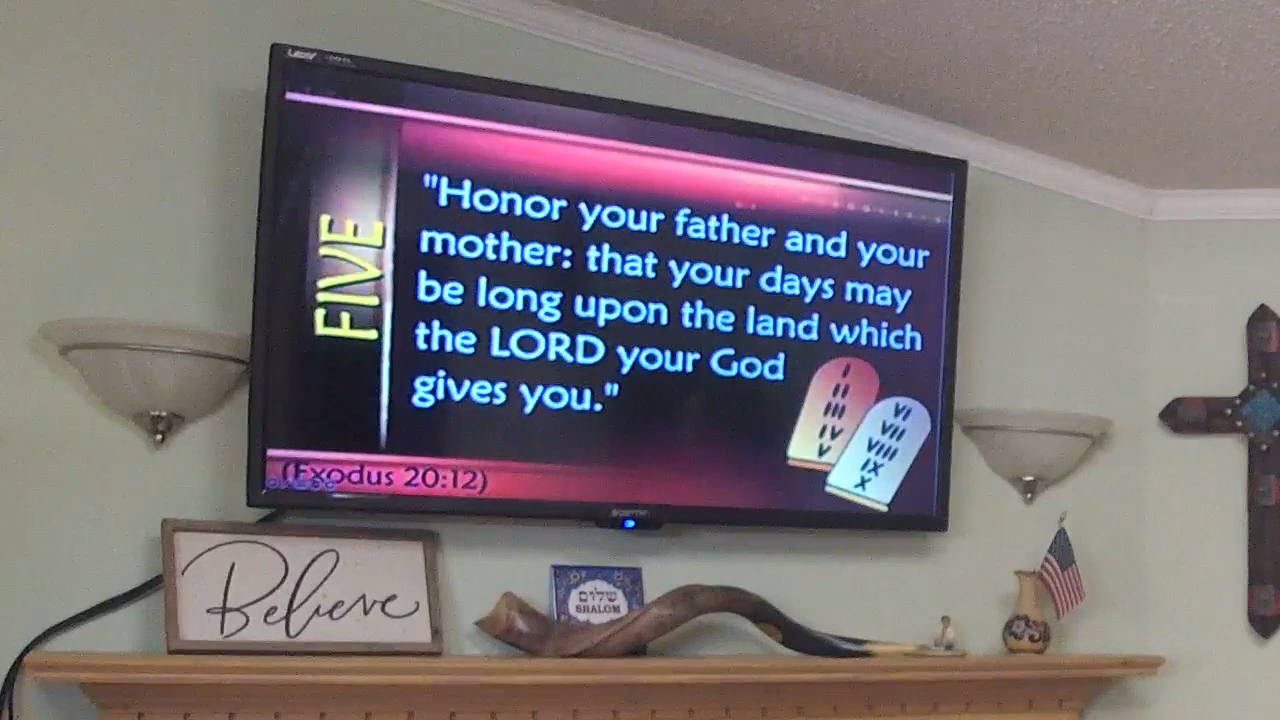 FIVE
"Honor your father and your
mother: that your days may
be long upon the land which
the LORD your God
gives you."
(Exodus 20:12)
I
II
III
IV
V
VI
VII
VIII
IX
X
Believe
שלום
SHALOM